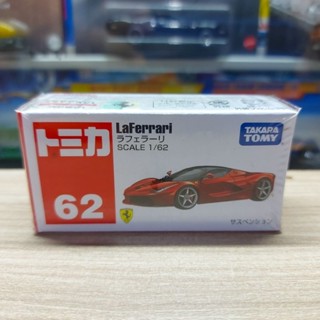 トミカ
LaFerrari
ラフェラーリ
SCALE 1/62
TAKARA
TOMY
62
サスペンション